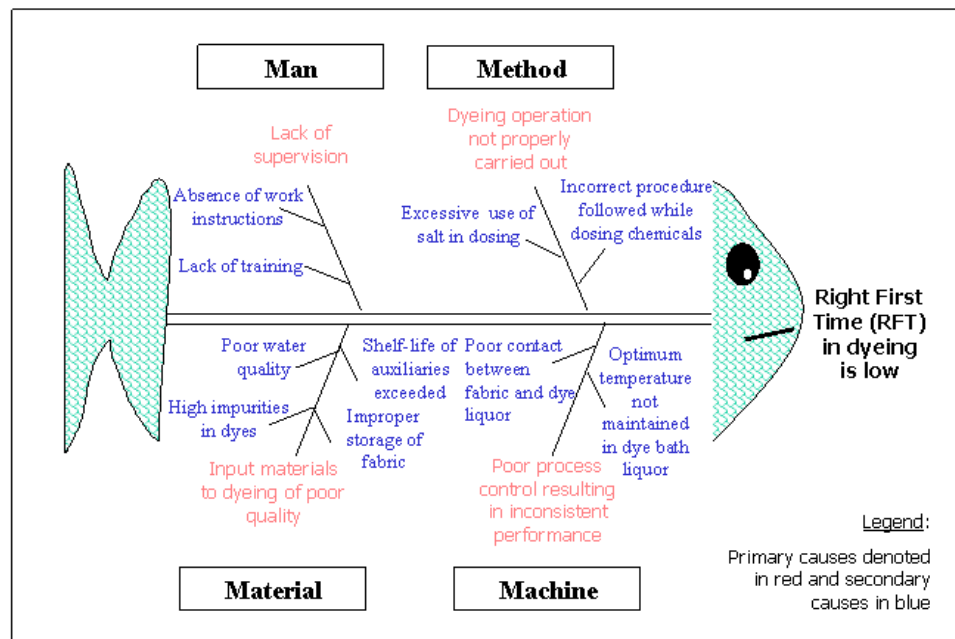 Man
Method
Lack of
supervision
Dyeing operation
not properly
carried out
Absence of work
instructions
Lack of training
Excessive use of
salt in dosing
Incorrect procedure
followed while
dosing chemicals
Right First
Time (RFT)
in dyeing
is low
Poor water
quality
Shelf-life of
auxiliaries
exceeded
High impurities
in dyes
Improper
storage of
fabric
Input materials
to dyeing of poor
quality
Poor contact
between
fabric and dye
liquor
Optimum
temperature
not
maintained
in dye bath
liquor
Poor process
control resulting
in inconsistent
performance
Material
Machine
Legend:
Primary causes denoted
in red and secondary
causes in blue